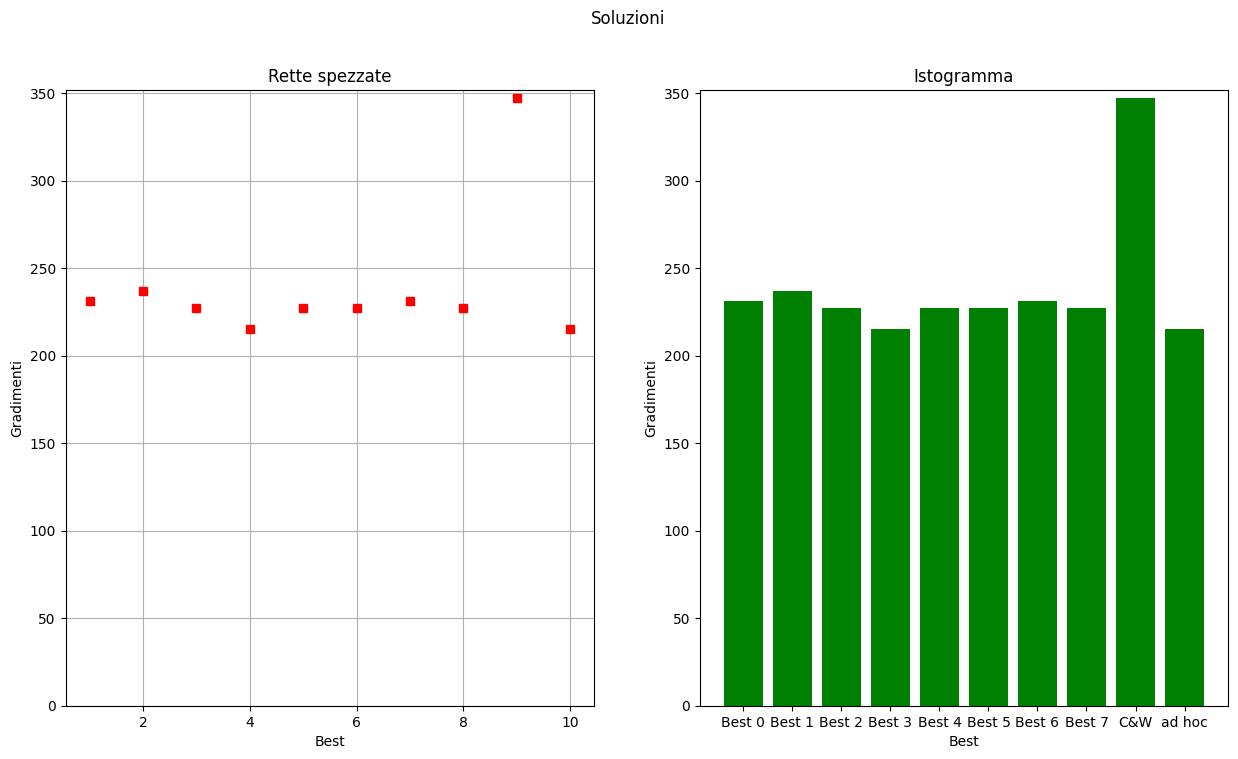 Soluzioni
Rette spezzate
350
300
250
200
150
100
50
0
Gradimenti
2 4 6 8 10
Best
Istogramma
350
300
250
200
150
100
50
0
Gradimenti
Best 0 Best 1 Best 2 Best 3 Best 4 Best 5 Best 6 Best 7 C&W ad hoc
Best